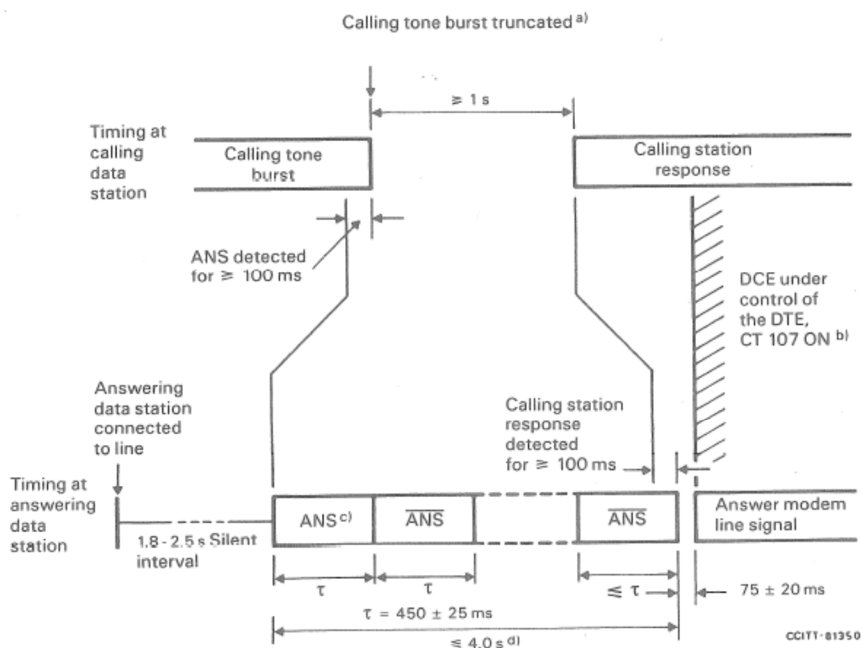 Calling tone burst truncated a)
≥ 1 s
Timing at
calling
data
station
Calling tone
burst
Calling station
response
ANS detected
for ≥ 100 ms
DCE under
control of
the DTE,
CT 107 ON b)
Answering
data station
connected
to line
Calling station
response
detected
for ≥ 100 ms
Timing at
answering
data
station
1.8 - 2.5 s Silent
interval
ANS c)
A̅N̅S̅
A̅N̅S̅
Answer modem
line signal
τ
τ
≤ τ
75 ± 20 ms
τ = 450 ± 25 ms
≤ 4.0 s d)
CCITT-81350